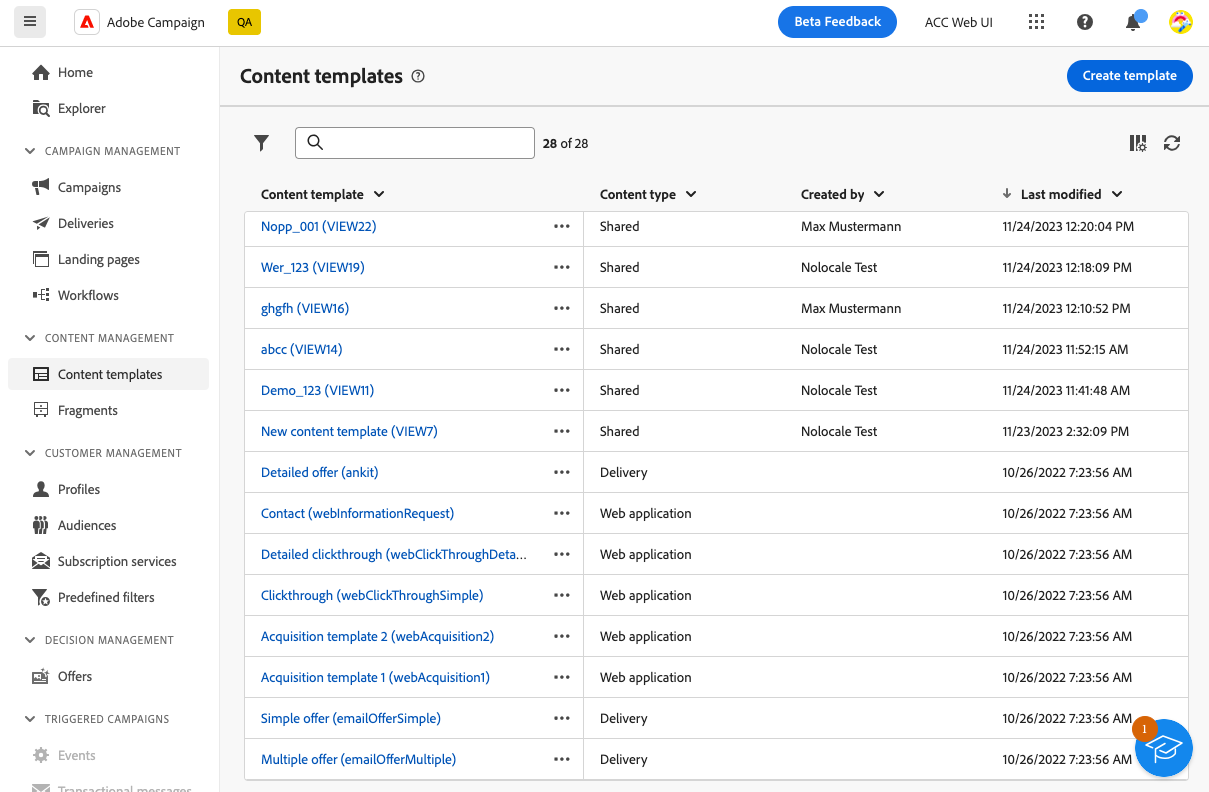 Adobe Campaign QA Beta Feedback ACC Web UI
Home
Explorer
CAMPAIGN MANAGEMENT
Campaigns
Deliveries
Landing pages
Workflows
CONTENT MANAGEMENT
Content templates
Fragments
CUSTOMER MANAGEMENT
Profiles
Audiences
Subscription services
Predefined filters
DECISION MANAGEMENT
Offers
TRIGGERED CAMPAIGNS
Events
Transactional messages
Content templates Create template
28 of 28
Content template Content type Created by Last modified
Nopp_001 (VIEW22) Shared Max Mustermann 11/24/2023 12:20:04 PM
Wer_123 (VIEW19) Shared Nolocale Test 11/24/2023 12:18:09 PM
ghgfh (VIEW16) Shared Max Mustermann 11/24/2023 12:10:52 PM
abcc (VIEW14) Shared Nolocale Test 11/24/2023 11:52:15 AM
Demo_123 (VIEW11) Shared Nolocale Test 11/24/2023 11:41:48 AM
New content template (VIEW7) Shared Nolocale Test 11/23/2023 2:32:09 PM
Detailed offer (ankit) Delivery 10/26/2022 7:23:56 AM
Contact (webInformationRequest) Web application 10/26/2022 7:23:56 AM
Detailed clickthrough (webClickThroughDeta... Web application 10/26/2022 7:23:56 AM
Clickthrough (webClickThroughSimple) Web application 10/26/2022 7:23:56 AM
Acquisition template 2 (webAcquisition2) Web application 10/26/2022 7:23:56 AM
Acquisition template 1 (webAcquisition1) Web application 10/26/2022 7:23:56 AM
Simple offer (emailOfferSimple) Delivery 10/26/2022 7:23:56 AM
Multiple offer (emailOfferMultiple) Delivery 10/26/2022 7:23:56 AM
1